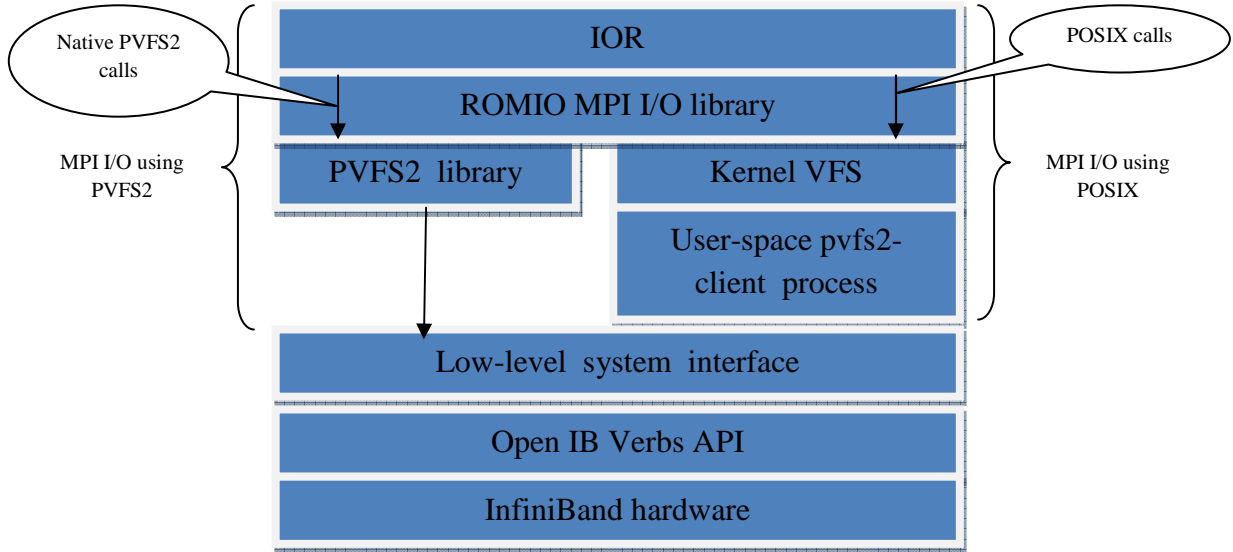 IOR
Native PVFS2
calls
POSIX calls
ROMIO MPI I/O library
MPI I/O using
PVFS2
PVFS2 library
Kernel VFS
MPI I/O using
POSIX
User-space pvfs2-
client process
Low-level system interface
Open IB Verbs API
InfiniBand hardware